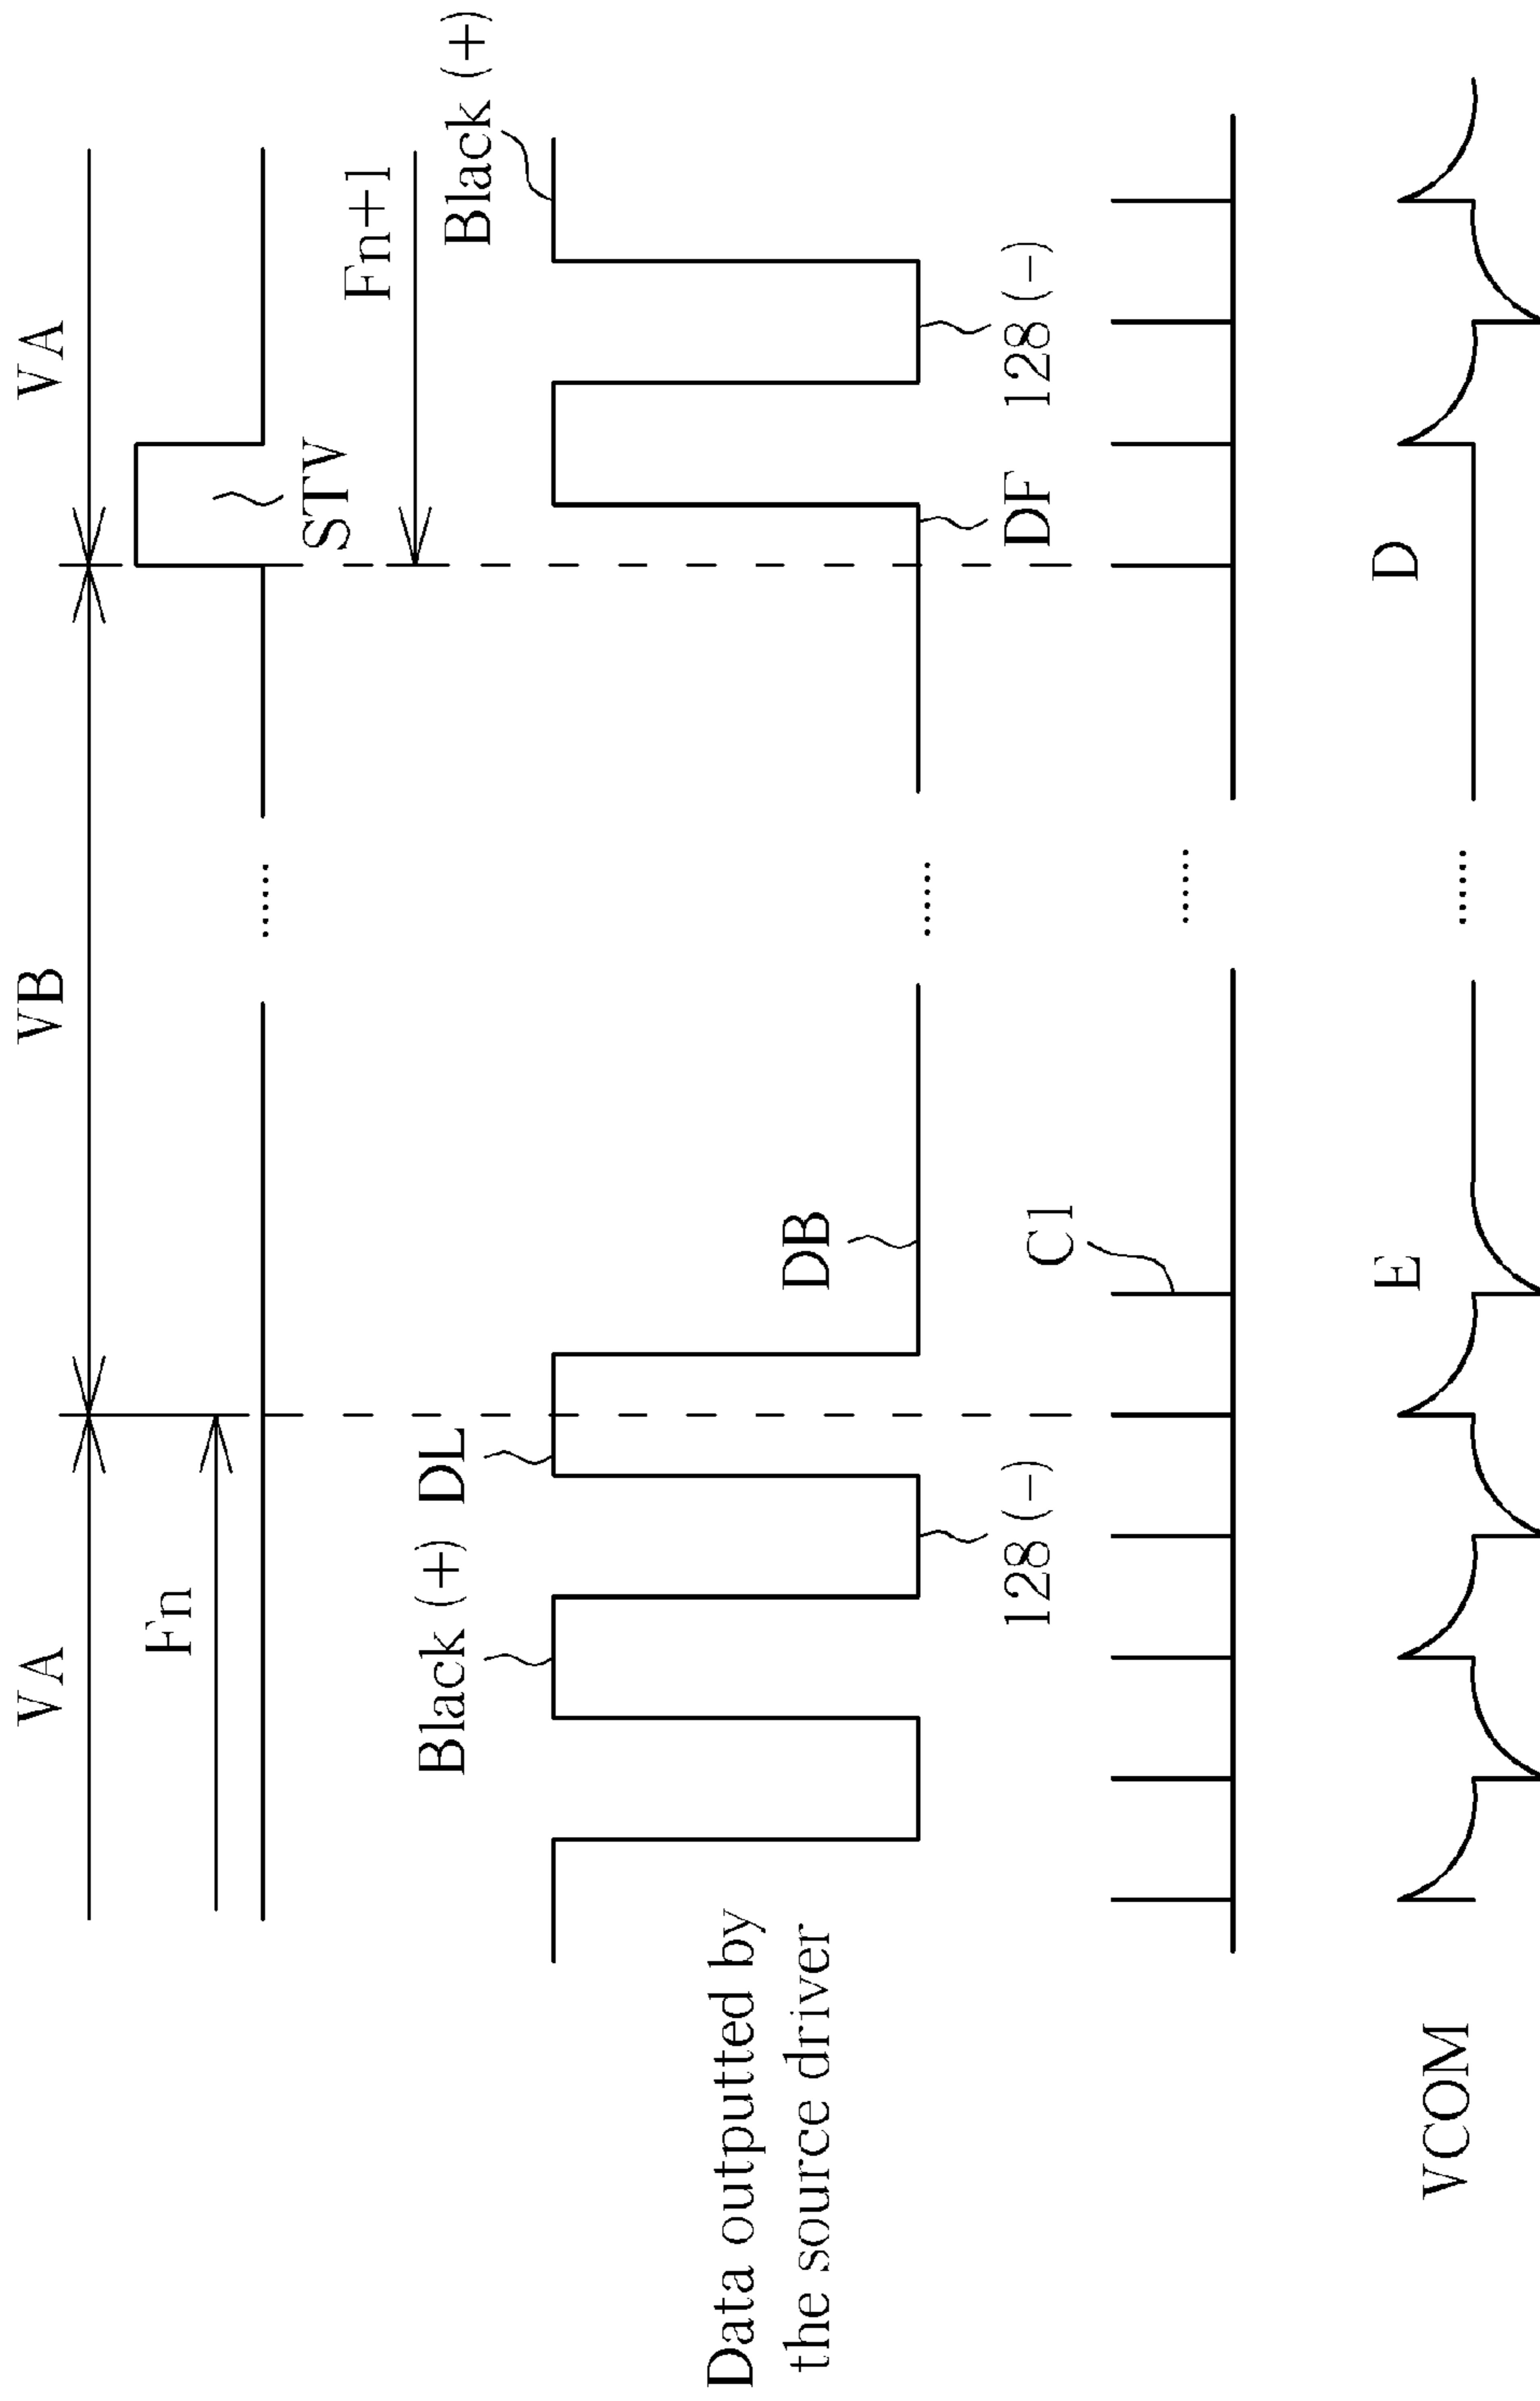 VA
VB
VA
Fn
STV
Fn+1
Black (+)
DL
Black (+)
Data outputted by
the source driver
DB
128 (−)
DF
128 (−)
C1
E
D
VCOM